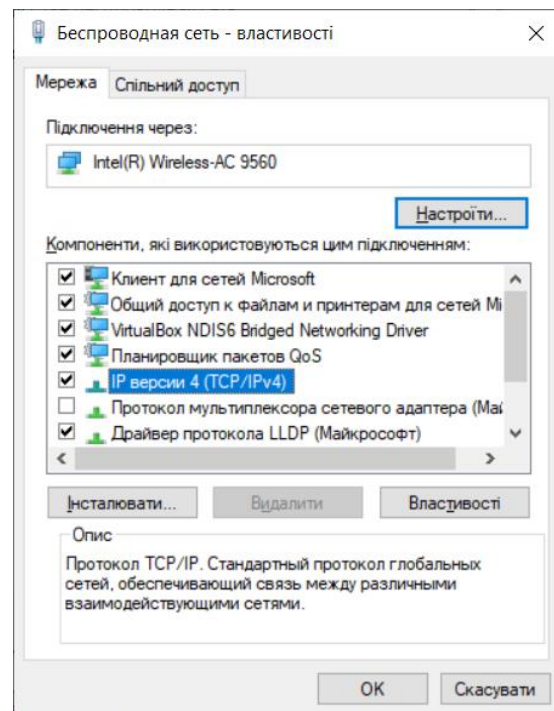 Беспроводная сеть - властивості
Мережа Спільний доступ
Підключення через:
Intel(R) Wireless-AC 9560
Настроїти...
Компоненти, які використовуються цим підключенням:
Клиент для сетей Microsoft
Общий доступ к файлам и принтерам для сетей Mi
VirtualBox NDIS6 Bridged Networking Driver
Планировщик пакетов QoS
IP версии 4 (TCP/IPv4)
Протокол мультиплексора сетевого адаптера (Май
Драйвер протокола LLDP (Майкрософт)
Інсталювати... Видалити Властивості
Опис
Протокол TCP/IP. Стандартный протокол глобальных
сетей, обеспечивающий связь между различными
взаимодействующими сетями.
OK Скасувати